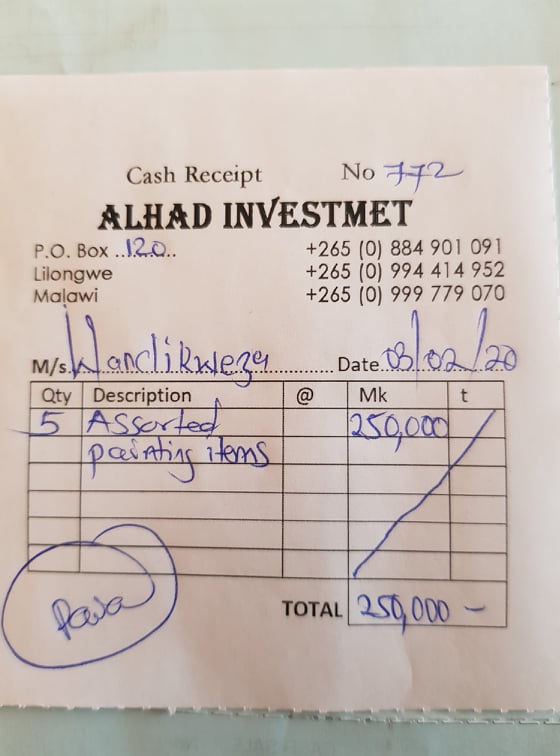 Cash Receipt No 772
ALHAD INVESTMET
P.O. Box ..120.. +265 (0) 884 901 091
Lilongwe +265 (0) 994 414 952
Malawi +265 (0) 999 779 070
M/s. Wandikweza Date 03/02/20
Qty Description @ Mk t
5 Assorted 250,000
painting items
TOTAL 250,000 -
Paid